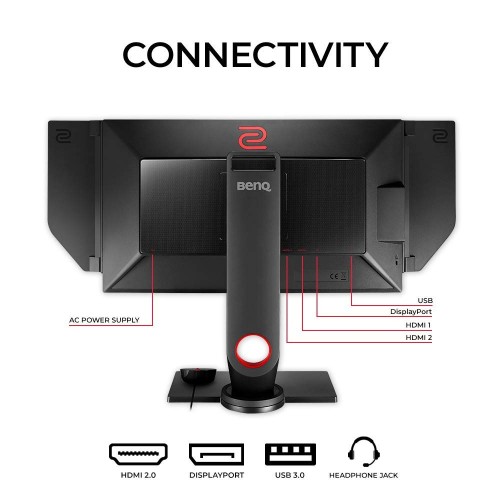 CONNECTIVITY
BenQ
CE
USB
DisplayPort
AC POWER SUPPLY
HDMI 1
HDMI 2
HDMI 2.0
DISPLAYPORT
USB 3.0
HEADPHONE JACK